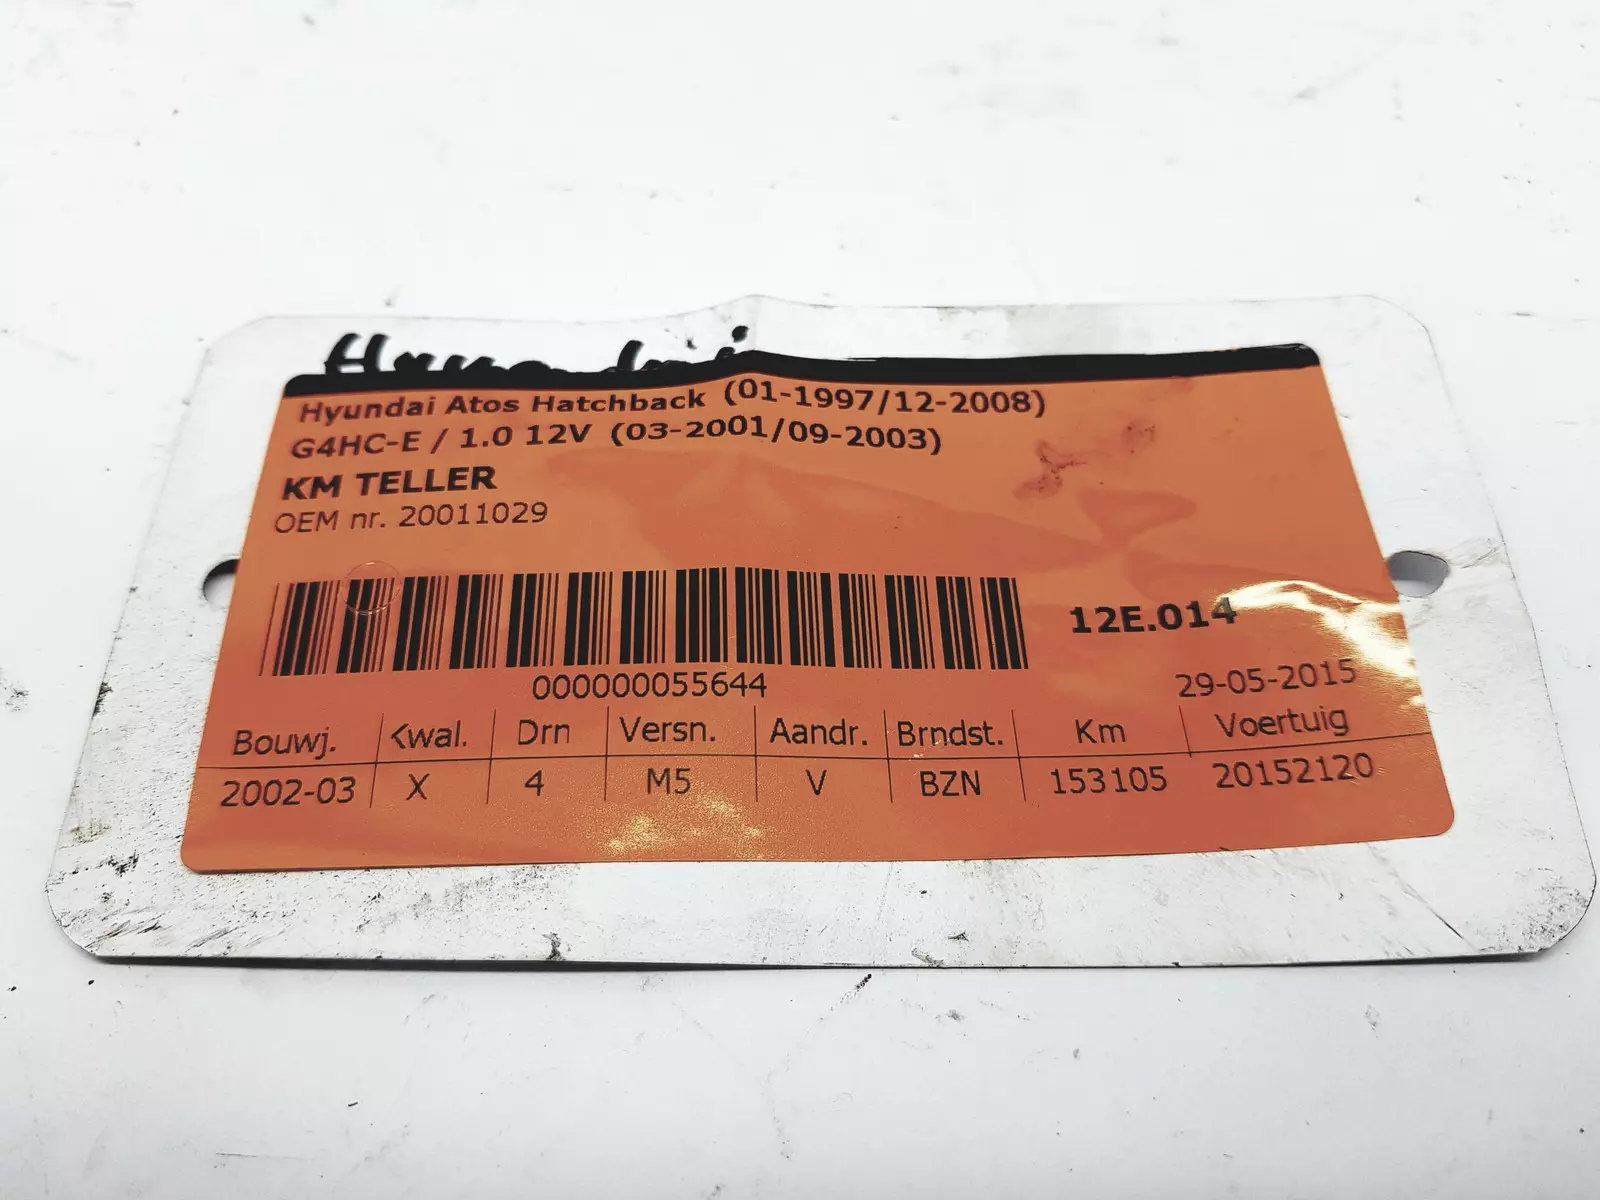 Hyundai
Hyundai Atos Hatchback (01-1997/12-2008)
G4HC-E / 1.0 12V (03-2001/09-2003)
KM TELLER
OEM nr. 20011029
12E.014
000000055644
29-05-2015
Bouwj. Kwal. Drn Versn. Aandr. Brndst. Km Voertuig
2002-03 X 4 M5 V BZN 153105 20152120